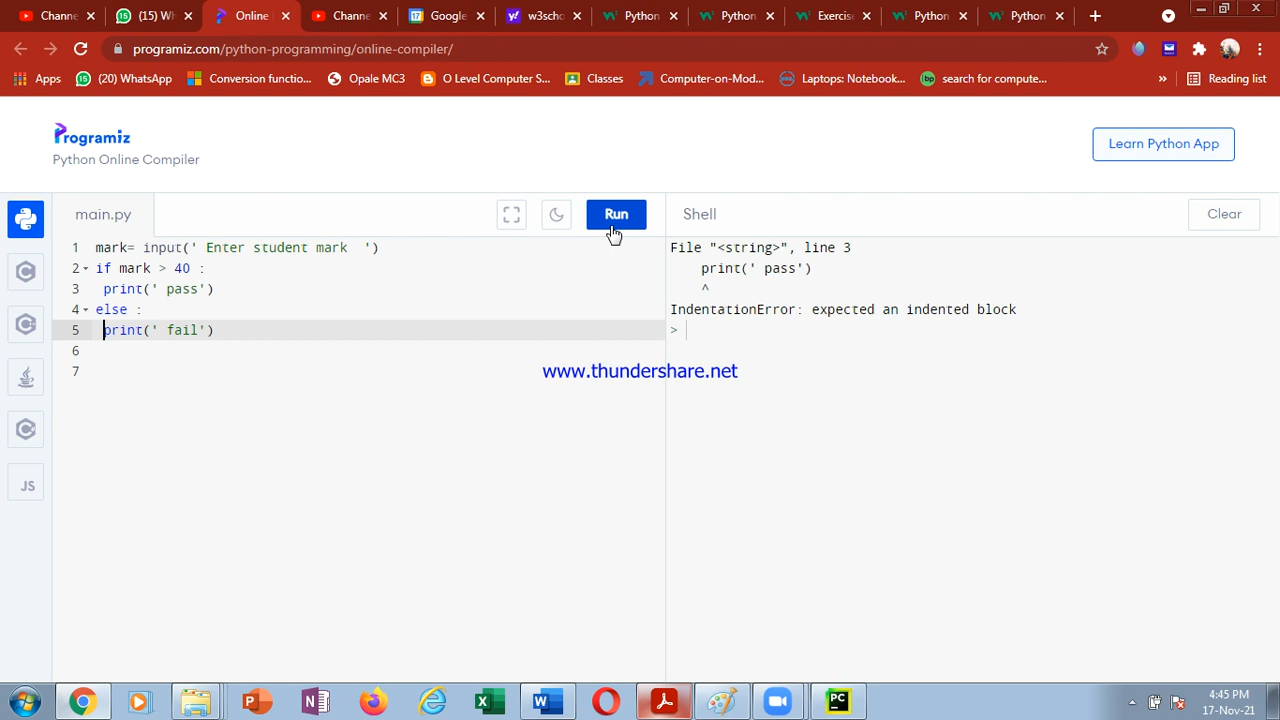 Channe
(15) Wh
Online
Channe
Google
w3scho
Python
Python
Exercis
Python
Python
programiz.com/python-programming/online-compiler/
Apps
(20) WhatsApp
Conversion functio...
Opale MC3
O Level Computer S...
Classes
Computer-on-Mod...
Laptops: Notebook...
search for compute...
»
Reading list
Programiz
Python Online Compiler
Learn Python App
main.py
Run
Shell
Clear
1 mark= input(' Enter student mark  ')
2 if mark > 40 :
3  print(' pass')
4 else :
5  print(' fail')
6
7
JS
File "<string>", line 3
    print(' pass')
    ^
IndentationError: expected an indented block
>
www.thundershare.net
4:45 PM
17-Nov-21